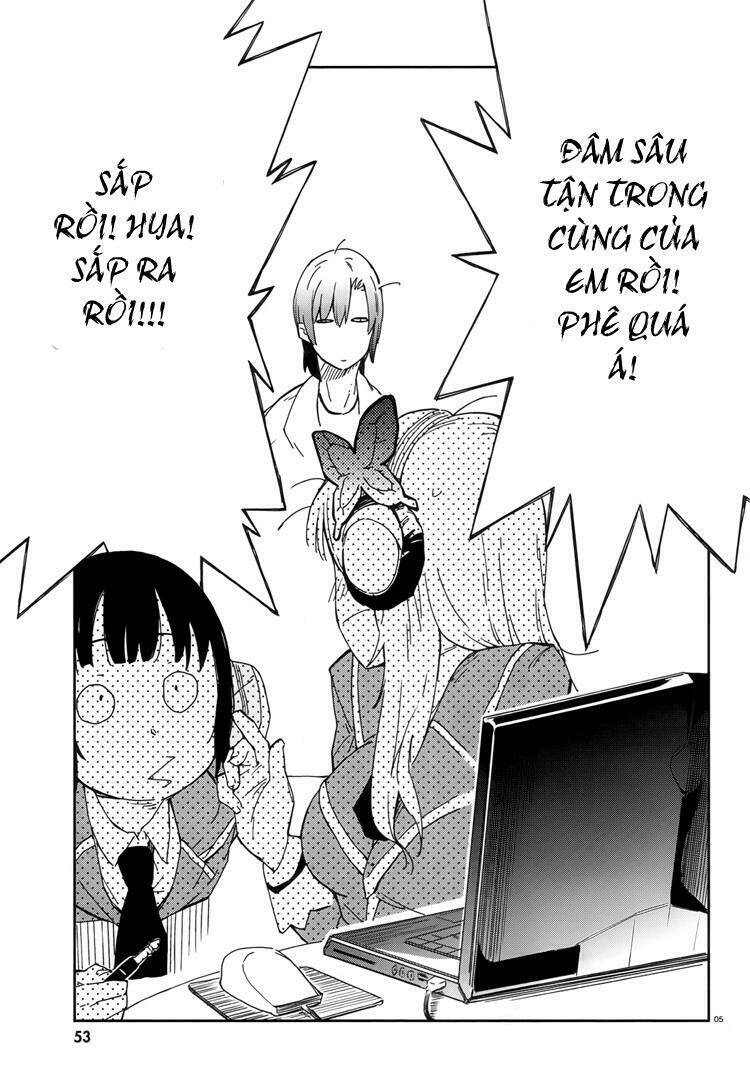 ĐÂM SÂU
TẬN TRONG
CÙNG CỦA
EM RỒI!
PHÊ QUÁ
Á!
SẮP
RỒI! HYA!
SẮP RA
RỒI!!!
05
53